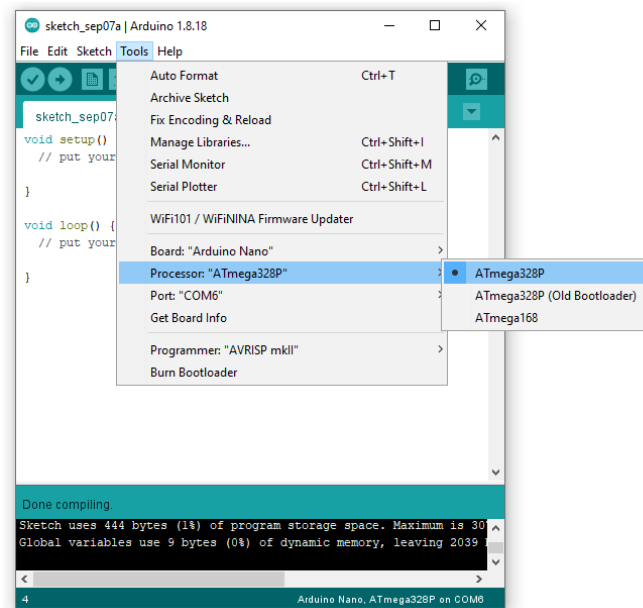 sketch_sep07a | Arduino 1.8.18
File Edit Sketch Tools Help
sketch_sep07
void setup()
// put your
}
void loop() {
// put your
}
Auto Format Ctrl+T
Archive Sketch
Fix Encoding & Reload
Manage Libraries... Ctrl+Shift+I
Serial Monitor Ctrl+Shift+M
Serial Plotter Ctrl+Shift+L
WiFi101 / WiFiNINA Firmware Updater
Board: "Arduino Nano"
Processor: "ATmega328P"
Port: "COM6"
Get Board Info
Programmer: "AVRISP mkII"
Burn Bootloader
ATmega328P
ATmega328P (Old Bootloader)
ATmega168
Done compiling.
Sketch uses 444 bytes (1%) of program storage space. Maximum is 30
Global variables use 9 bytes (0%) of dynamic memory, leaving 2039
4 Arduino Nano, ATmega328P on COM6